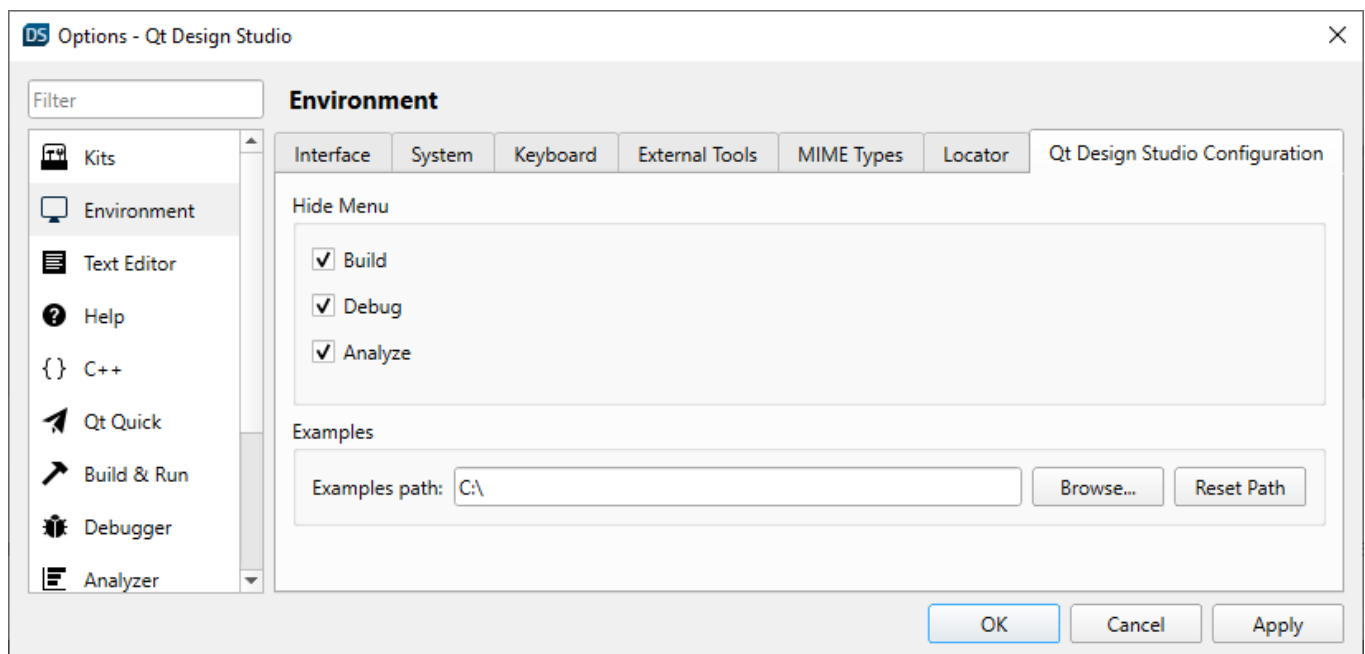 DS Options - Qt Design Studio
Filter
Kits
Environment
Text Editor
Help
{} C++
Qt Quick
Build & Run
Debugger
Analyzer
Environment
Interface System Keyboard External Tools MIME Types Locator Qt Design Studio Configuration
Hide Menu
Build
Debug
Analyze
Examples
Examples path: C:\ Browse... Reset Path
OK Cancel Apply